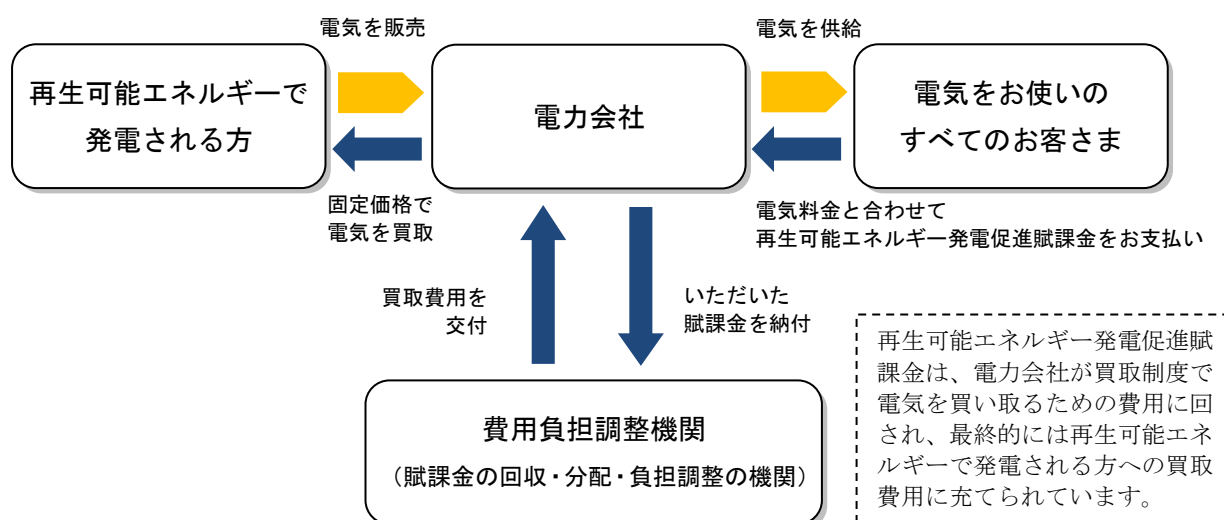 電気を販売
電気を供給
再生可能エネルギーで
発電される方
電力会社
電気をお使いの
すべてのお客さま
固定価格で
電気を買取
電気料金と合わせて
再生可能エネルギー発電促進賦課金をお支払い
買取費用を
交付
いただいた
賦課金を納付
費用負担調整機関
（賦課金の回収・分配・負担調整の機関）
再生可能エネルギー発電促進賦
課金は、電力会社が買取制度で
電気を買い取るための費用に回
され、最終的には再生可能エネ
ルギーで発電される方への買取
費用に充てられています。